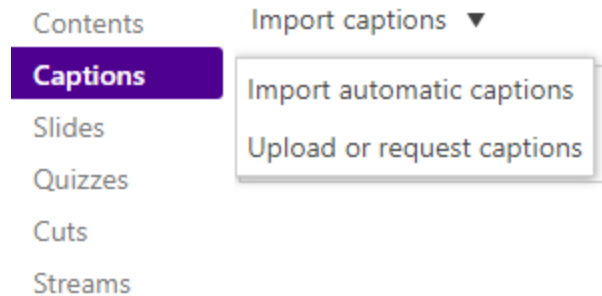 Contents
Captions
Slides
Quizzes
Cuts
Streams
Import captions ▼
Import automatic captions
Upload or request captions